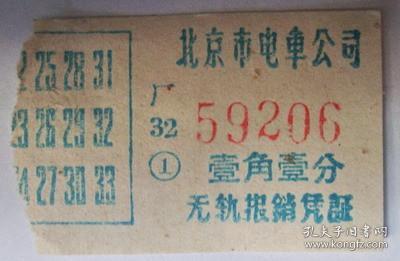 北京市电車公司
25 28 31
厂
32
59206
23 26 29 32
①
壹角壹分
27 30 33
无轨报銷凭証
孔夫子旧书网
www.kongfz.com